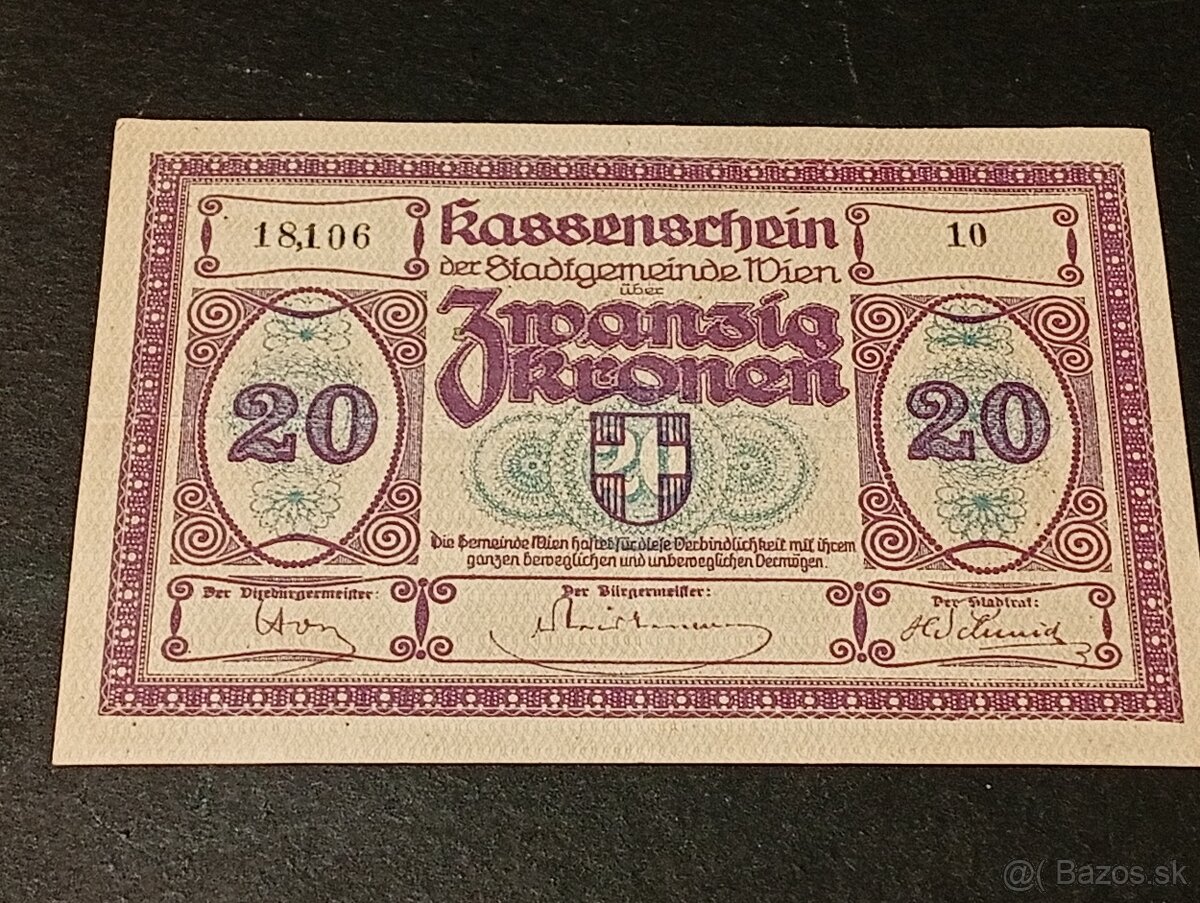 18,106
10
Kassenschein
der Stadtgemeinde Wien
über
Zwanzig
Kronen
20
20
Die Gemeinde Wien haftet für diese Verbindlichkeit mit ihrem
ganzen beweglichen und unbeweglichen Vermögen.
Der Vizebürgermeister:
Der Bürgermeister:
Der Stadtrat:
H. Schmid
@( Bazos.sk